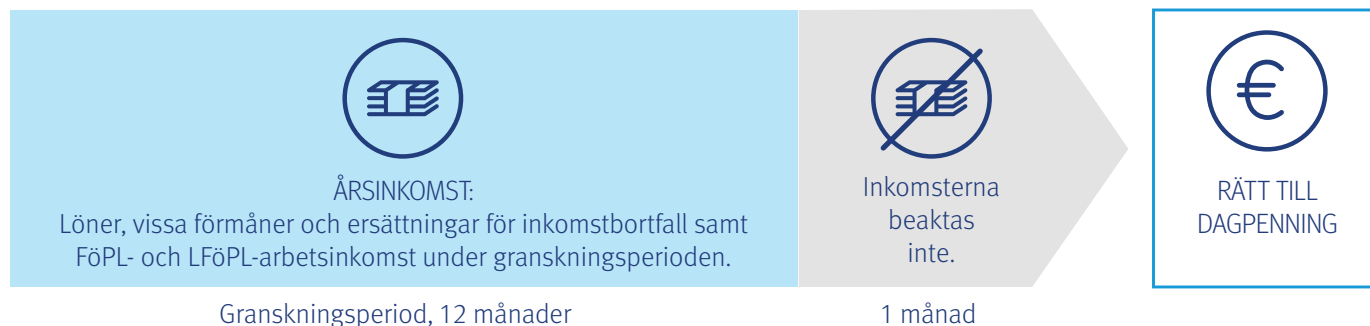 ÅRSINKOMST:
Löner, vissa förmåner och ersättningar för inkomstbortfall samt
FöPL- och LFöPL-arbetsinkomst under granskningsperioden.
Granskningsperiod, 12 månader
Inkomsterna
beaktas
inte.
1 månad
€
RÄTT TILL
DAGPENNING